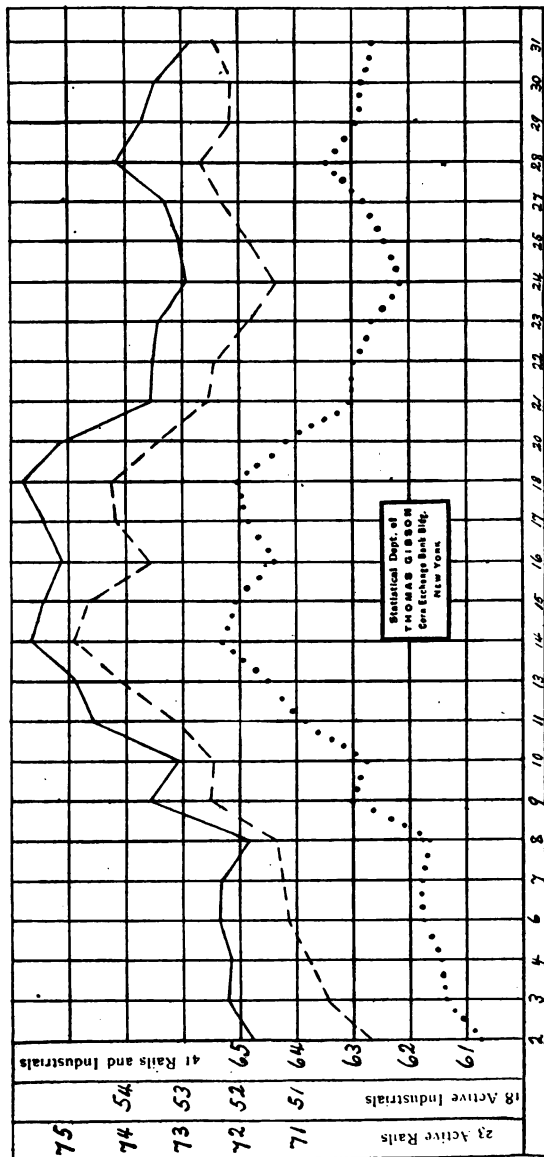 75
74
73
72
71
23 Active Rails
54
53
52
51
18 Active Industrials
65
64
63
62
61
41 Rails and Industrials
Statistical Dept. of
THOMAS GIBSON
Corn Exchange Bank Bldg.
NEW YORK
2 3 4 6 7 8 9 10 11 13 14 15 16 17 18 20 21 22 23 24 25 27 28 29 30 31